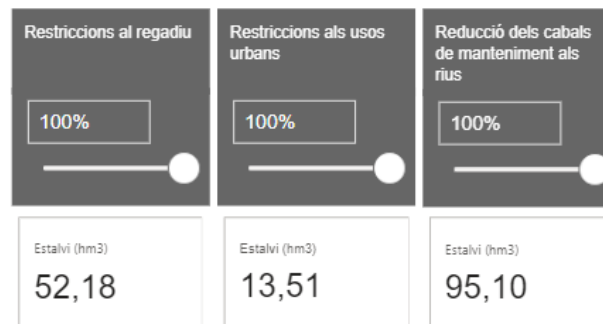 Restriccions al regadiu
100%
Estalvi (hm3)
52,18
Restriccions als usos
urbans
100%
Estalvi (hm3)
13,51
Reducció dels cabals
de manteniment als
rius
100%
Estalvi (hm3)
95,10